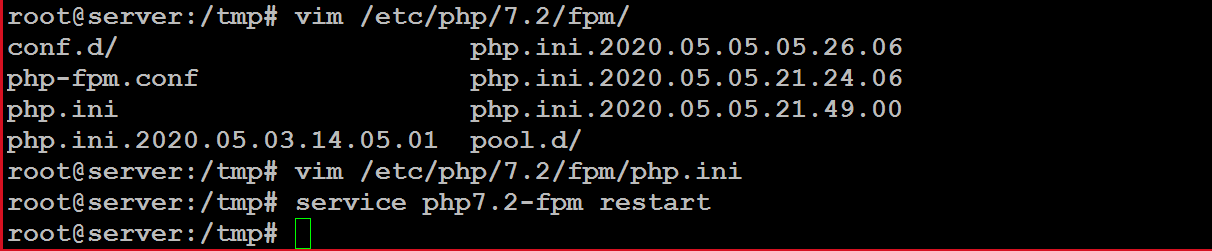 root@server:/tmp# vim /etc/php/7.2/fpm/
conf.d/                     php.ini.2020.05.05.05.26.06
php-fpm.conf                php.ini.2020.05.05.21.24.06
php.ini                     php.ini.2020.05.05.21.49.00
php.ini.2020.05.03.14.05.01  pool.d/
root@server:/tmp# vim /etc/php/7.2/fpm/php.ini
root@server:/tmp# service php7.2-fpm restart
root@server:/tmp#